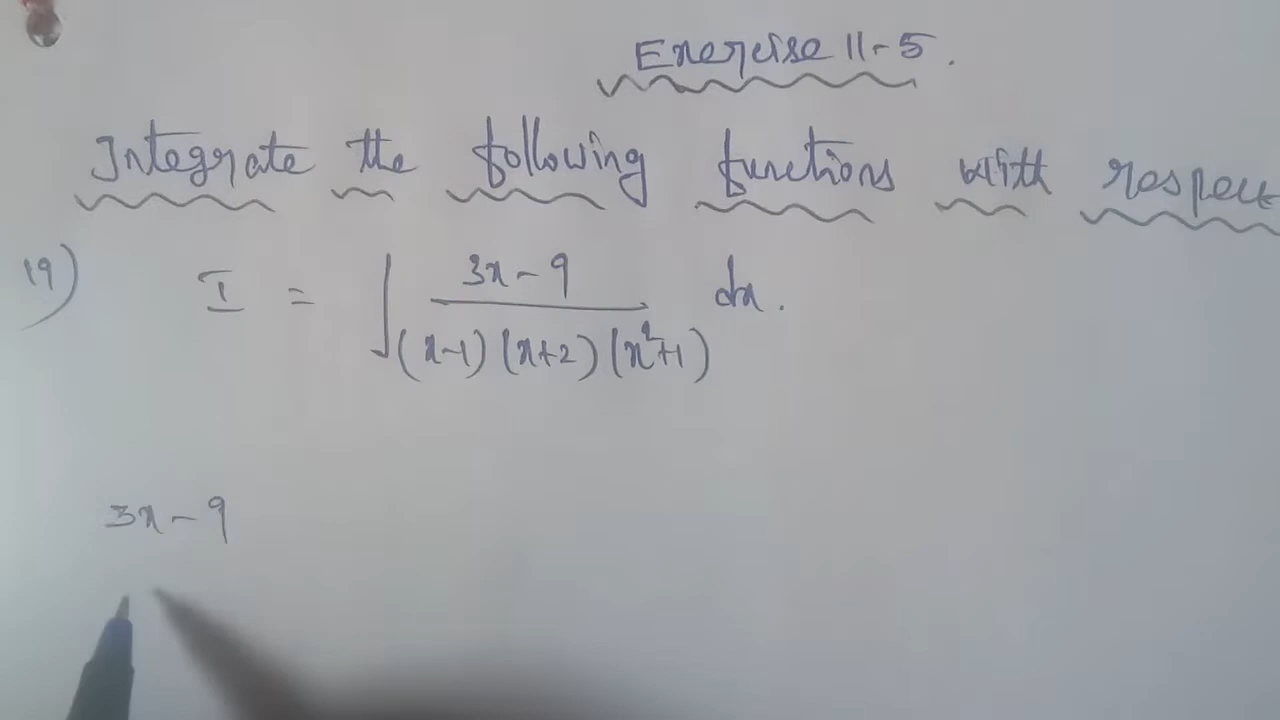 Exercise 11-5.
Integrate the following functions with respect
19) I = ∫ 3x - 9 / (x-1) (x+2) (x²+1) dx.
3x - 9